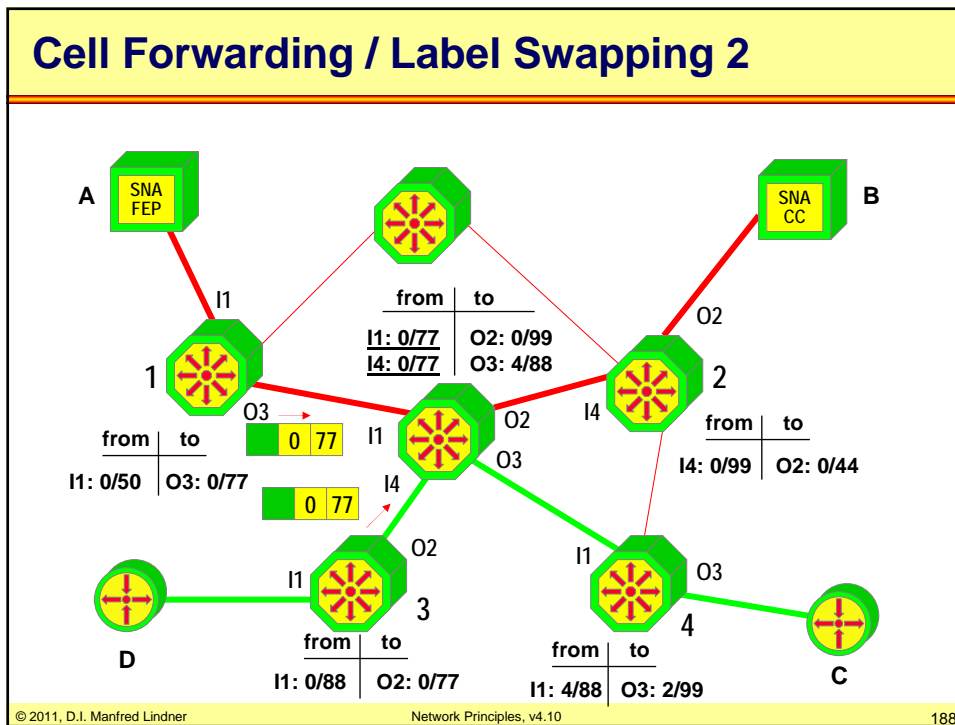 Cell Forwarding / Label Swapping 2
A
SNA
FEP
SNA
CC
B
I1
from to
I1: 0/77 O2: 0/99
I4: 0/77 O3: 4/88
O2
1
2
O3
0 77
I1
O2
I4
O3
from to
I1: 0/50 O3: 0/77
from to
I4: 0/99 O2: 0/44
0 77
I4
O2
I1
I1
O3
3
4
D
C
from to
I1: 0/88 O2: 0/77
from to
I1: 4/88 O3: 2/99
© 2011, D.I. Manfred Lindner Network Principles, v4.10 188